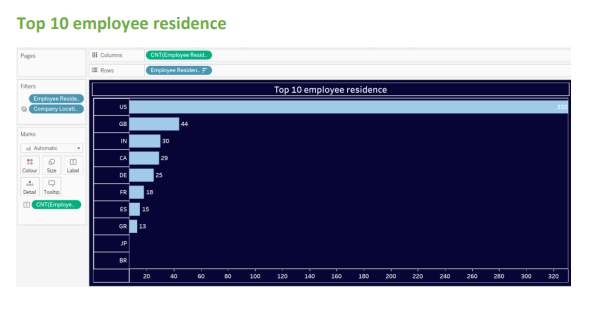 Top 10 employee residence
Pages
Columns
CNT(Employee Resid..
Rows
Employee Residen..
Filters
Employee Reside..
Company Locati..
Marks
Automatic
Colour Size Label
Detail Tooltip
CNT(Employe..
Top 10 employee residence
US 332
GB 44
IN 30
CA 29
DE 25
FR 18
ES 15
GR 13
JP
BR
20 40 60 80 100 120 140 160 180 200 220 240 260 280 300 320